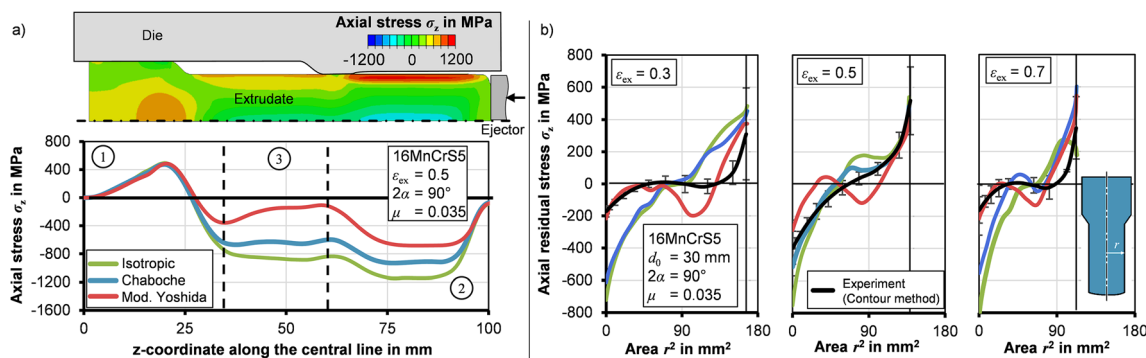 a)
Die
Axial stress σz in MPa
-1200 0 1200
Extrudate
Ejector
Axial stress σz in MPa
800
400
0
-400
-800
-1200
-1600
1
3
2
16MnCrS5
εex = 0.5
2α = 90°
μ = 0.035
Isotropic
Chaboche
Mod. Yoshida
0 25 50 75 100
z-coordinate along the central line in mm
b)
Axial residual stress σz in MPa
800
600
400
200
0
-200
-400
-600
-800
εex = 0.3
16MnCrS5
d0 = 30 mm
2α = 90°
μ = 0.035
0 90 180
Area r² in mm²
εex = 0.5
Experiment
(Contour method)
0 90 180
Area r² in mm²
εex = 0.7
r
0 90 180
Area r² in mm²